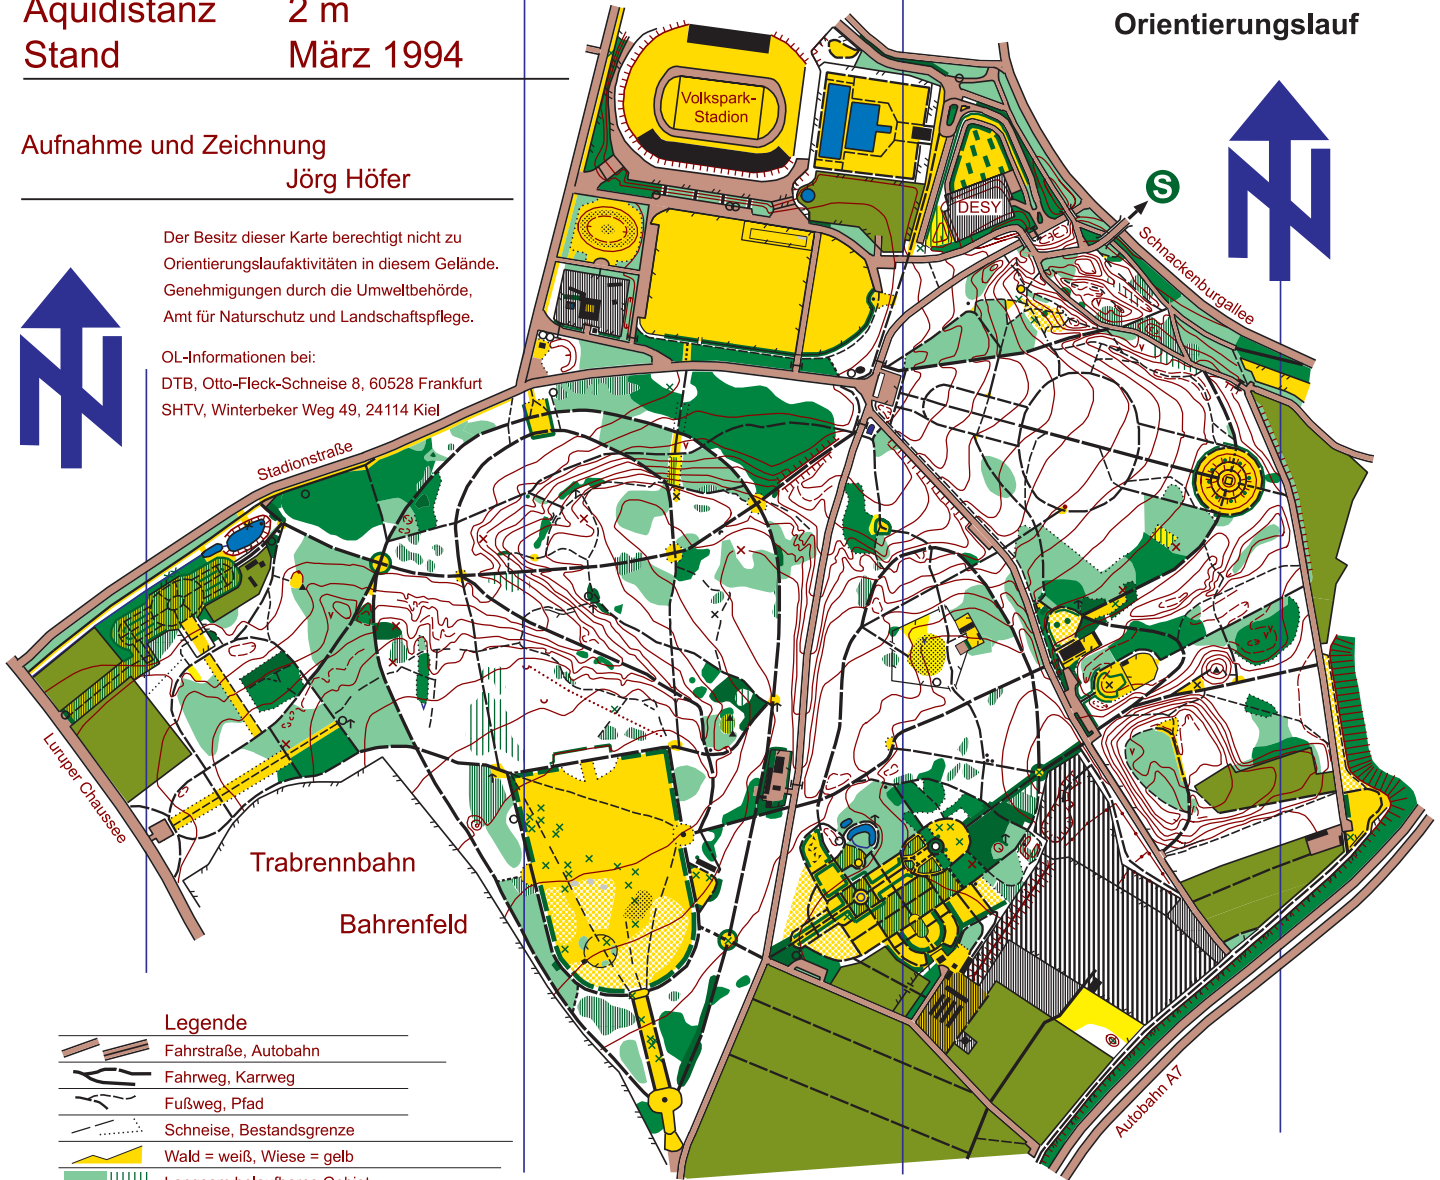 Äquidistanz 2 m
Stand März 1994
Orientierungslauf
Aufnahme und Zeichnung
Jörg Höfer
Der Besitz dieser Karte berechtigt nicht zu
Orientierungslaufaktivitäten in diesem Gelände.
Genehmigungen durch die Umweltbehörde,
Amt für Naturschutz und Landschaftspflege.
OL-Informationen bei:
DTB, Otto-Fleck-Schneise 8, 60528 Frankfurt
SHTV, Winterbeker Weg 49, 24114 Kiel
Volkspark-
Stadion
DESY
S
Schnackenburgallee
Stadionstraße
Luruper Chaussee
Trabrennbahn
Bahrenfeld
Autobahn A7
Legende
Fahrstraße, Autobahn
Fahrweg, Karrweg
Fußweg, Pfad
Schneise, Bestandsgrenze
Wald = weiß, Wiese = gelb